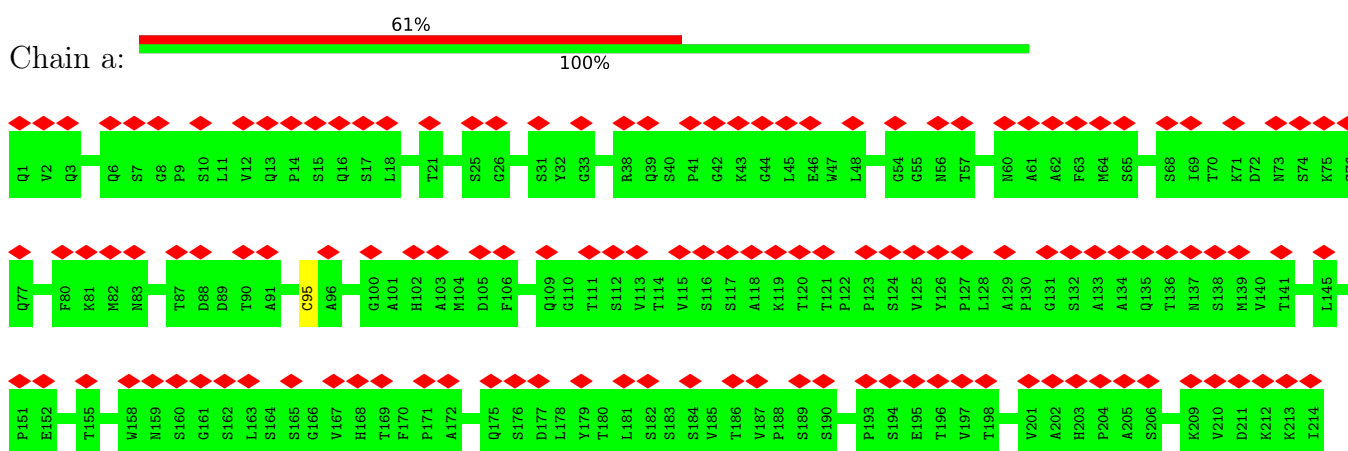 61%
Chain a:
100%
Q1 V2 Q3 Q6 S7 G8 P9 S10 L11 V12 Q13 P14 S15 Q16 S17 L18 T21 S25 G26 S31 Y32 G33 R38 Q39 S40 P41 G42 K43 G44 L45 E46 W47 L48 G54 G55 N56 T57 N60 A61 A62 F63 M64 S65 S68 I69 T70 K71 D72 N73 S74 K75
Q77 F80 K81 M82 N83 T87 D88 D89 T90 A91 C95 A96 G100 A101 H102 A103 M104 D105 F106 Q109 G110 T111 S112 V113 T114 V115 S116 S117 A118 K119 T120 T121 P122 P123 S124 V125 Y126 P127 L128 A129 P130 G131 S132 A133 A134 Q135 T136 N137 S138 M139 V140 T141 L145
P151 E152 T155 W158 N159 S160 G161 S162 L163 S164 S165 G166 V167 H168 T169 F170 P171 A172 Q175 S176 D177 L178 Y179 T180 L181 S182 S183 S184 V185 T186 V187 P188 S189 S190 P193 S194 E195 T196 V197 T198 V201 A202 H203 P204 A205 S206 K209 V210 D211 K212 K213 I214